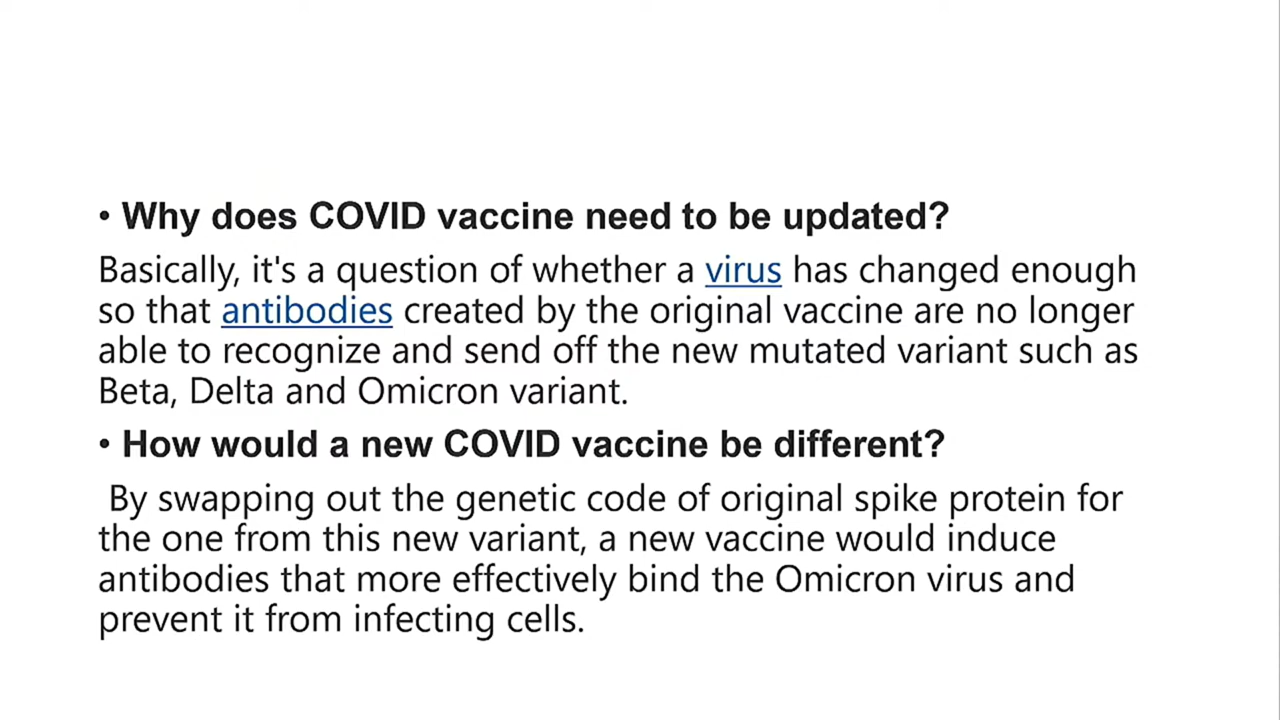 • Why does COVID vaccine need to be updated?
Basically, it's a question of whether a virus has changed enough
so that antibodies created by the original vaccine are no longer
able to recognize and send off the new mutated variant such as
Beta, Delta and Omicron variant.
• How would a new COVID vaccine be different?
By swapping out the genetic code of original spike protein for
the one from this new variant, a new vaccine would induce
antibodies that more effectively bind the Omicron virus and
prevent it from infecting cells.